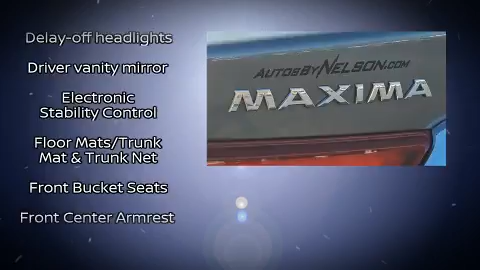 Delay-off headlights
Driver vanity mirror
Electronic
Stability Control
Floor Mats/Trunk
Mat & Trunk Net
Front Bucket Seats
Front Center Armrest
AUTOSBYNELSON.COM
MAXIMA